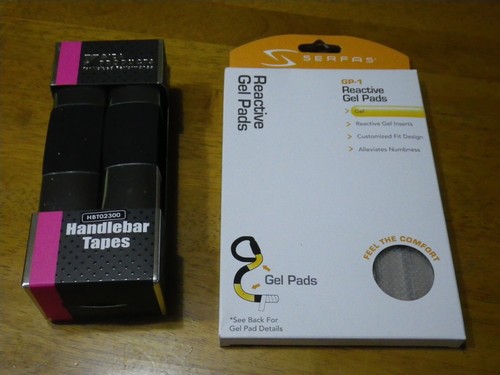 HBT02300
Handlebar
Tapes
SERFAS
Reactive
Gel Pads
GP-1
Reactive
Gel Pads
> Gel
> Reactive Gel Inserts
> Customized Fit Design
> Alleviates Numbness
FEEL THE COMFORT
Gel Pads
*See Back For
Gel Pad Details